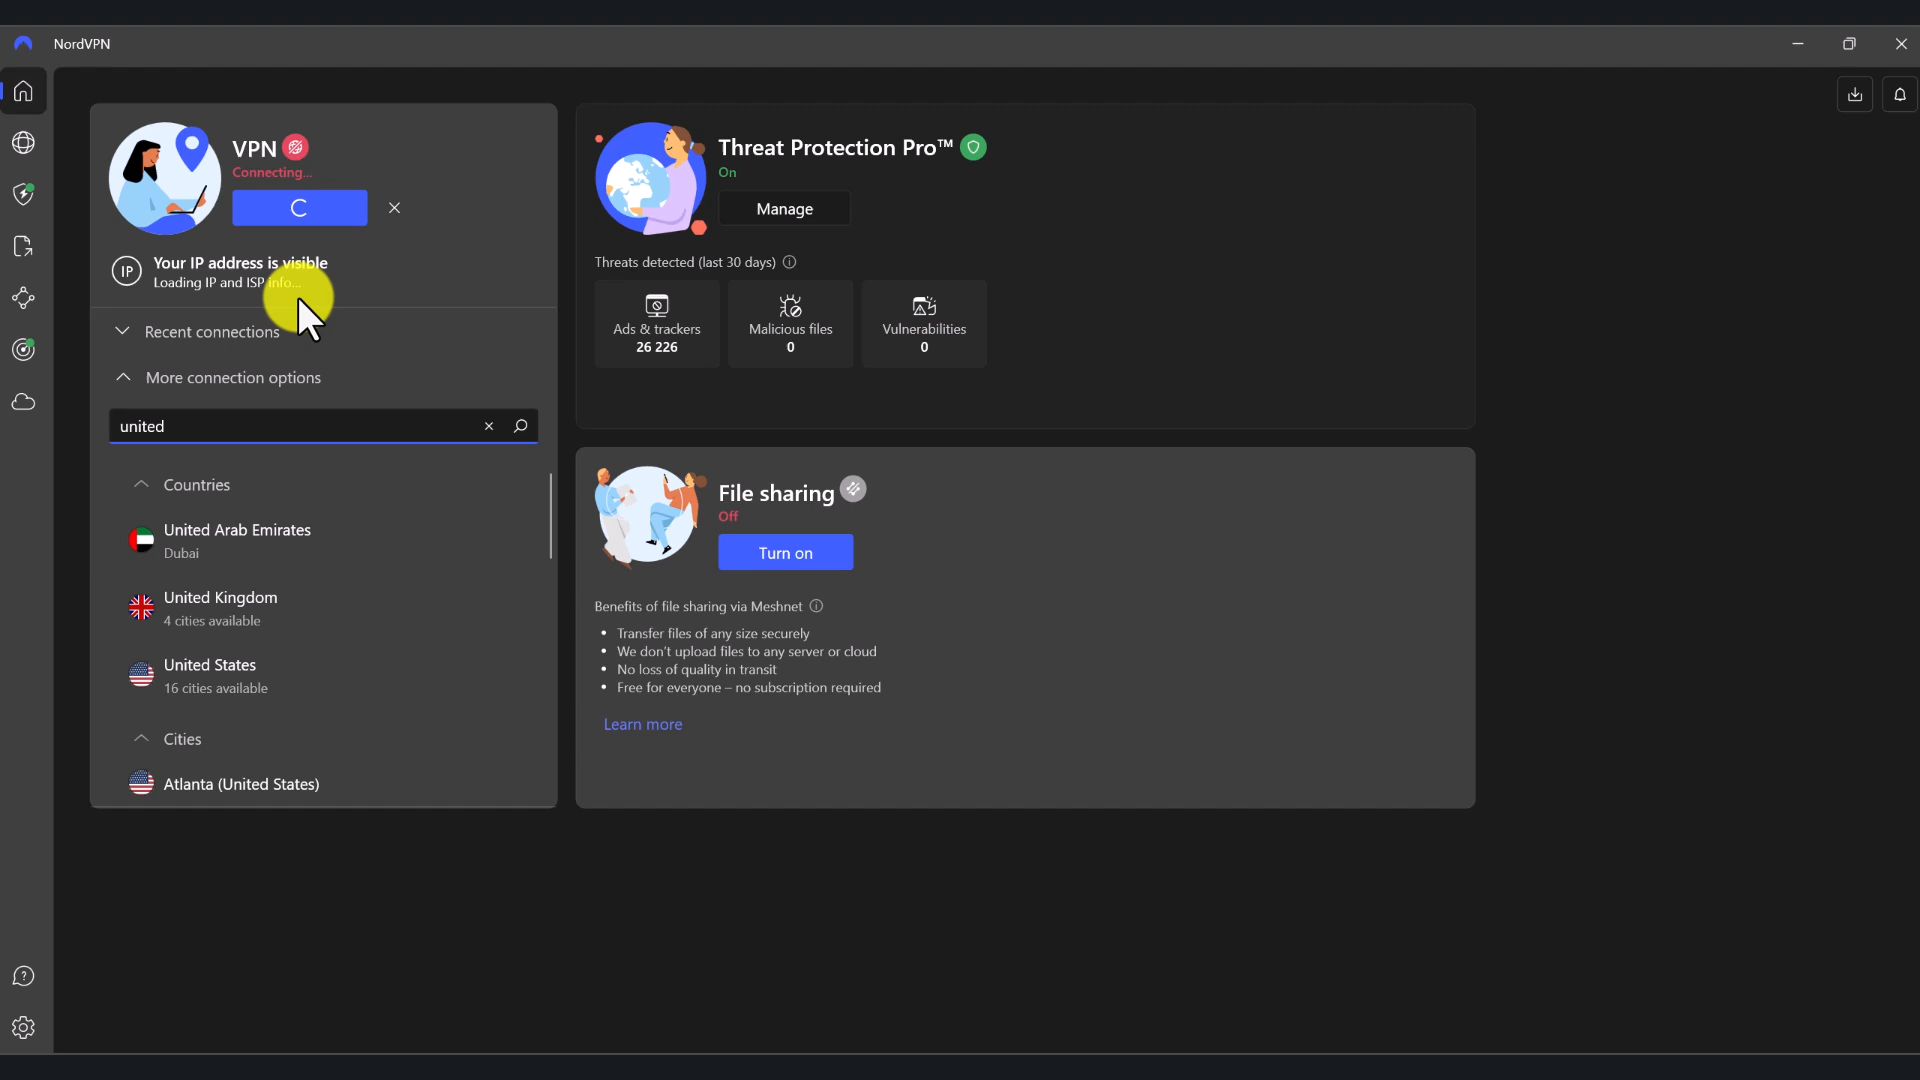 NordVPN
VPN
Connecting...
IP
Your IP address is visible
Loading IP and ISP info...
Recent connections
More connection options
united
Countries
United Arab Emirates
Dubai
United Kingdom
4 cities available
United States
16 cities available
Cities
Atlanta (United States)
Threat Protection Pro™
On
Manage
Threats detected (last 30 days)
Ads & trackers
26 226
Malicious files
0
Vulnerabilities
0
File sharing
Off
Turn on
Benefits of file sharing via Meshnet
• Transfer files of any size securely
• We don't upload files to any server or cloud
• No loss of quality in transit
• Free for everyone – no subscription required
Learn more